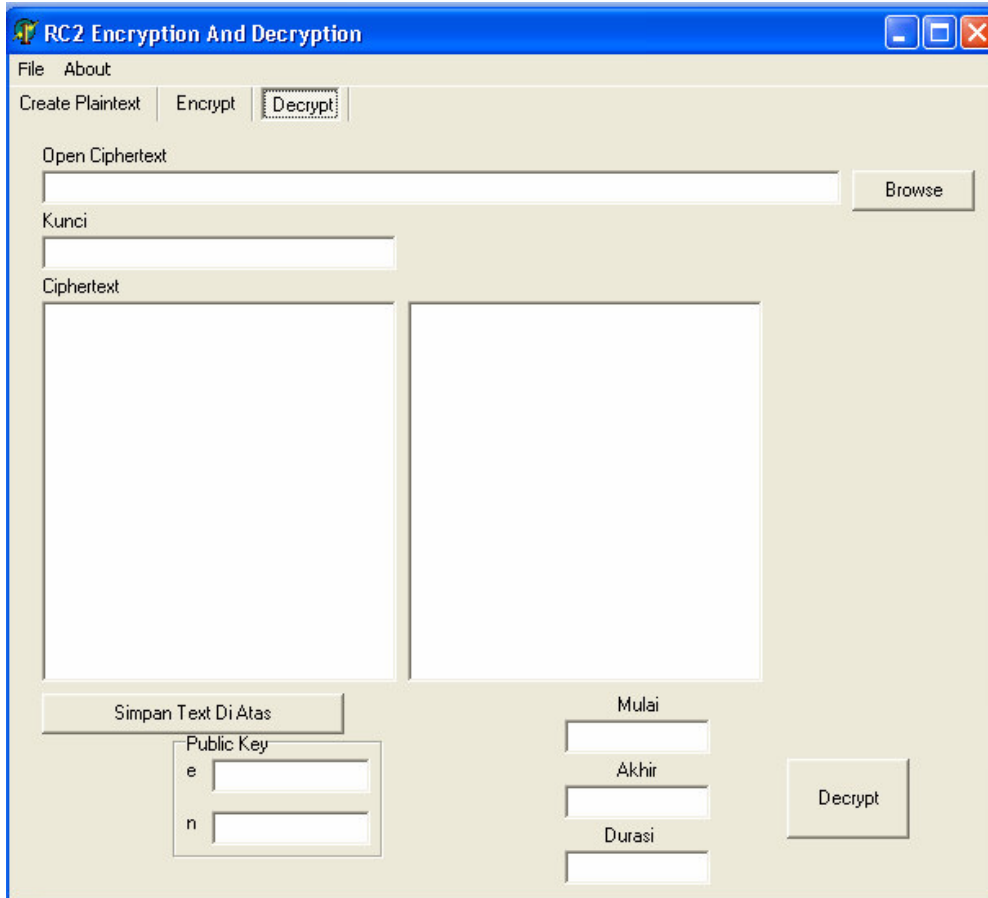 RC2 Encryption And Decryption
File About
Create Plaintext Encrypt Decrypt
Open Ciphertext
Browse
Kunci
Ciphertext
Simpan Text Di Atas
Public Key
e
n
Mulai
Akhir
Durasi
Decrypt